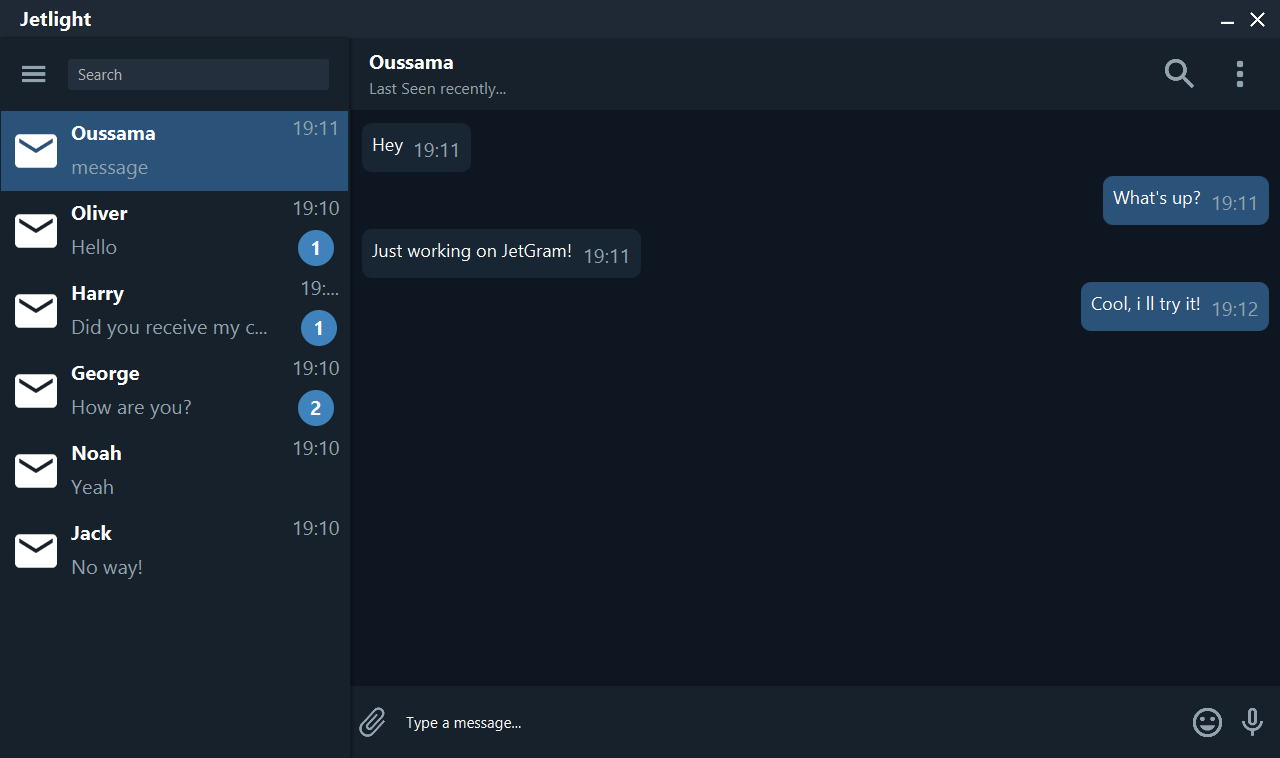 Jetlight
Search
Oussama
19:11
message
Oliver
19:10
Hello
1
Harry
19:...
Did you receive my c...
1
George
19:10
How are you?
2
Noah
19:10
Yeah
Jack
19:10
No way!
Oussama
Last Seen recently...
Hey 19:11
What's up? 19:11
Just working on JetGram! 19:11
Cool, i ll try it! 19:12
Type a message...